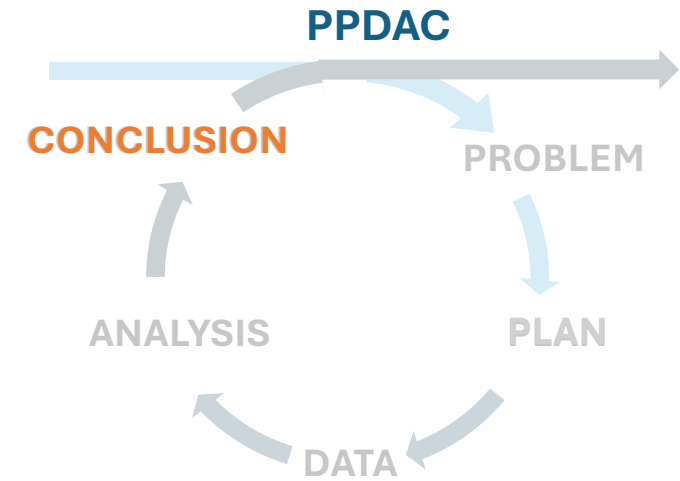 PPDAC
CONCLUSION
PROBLEM
ANALYSIS
PLAN
DATA